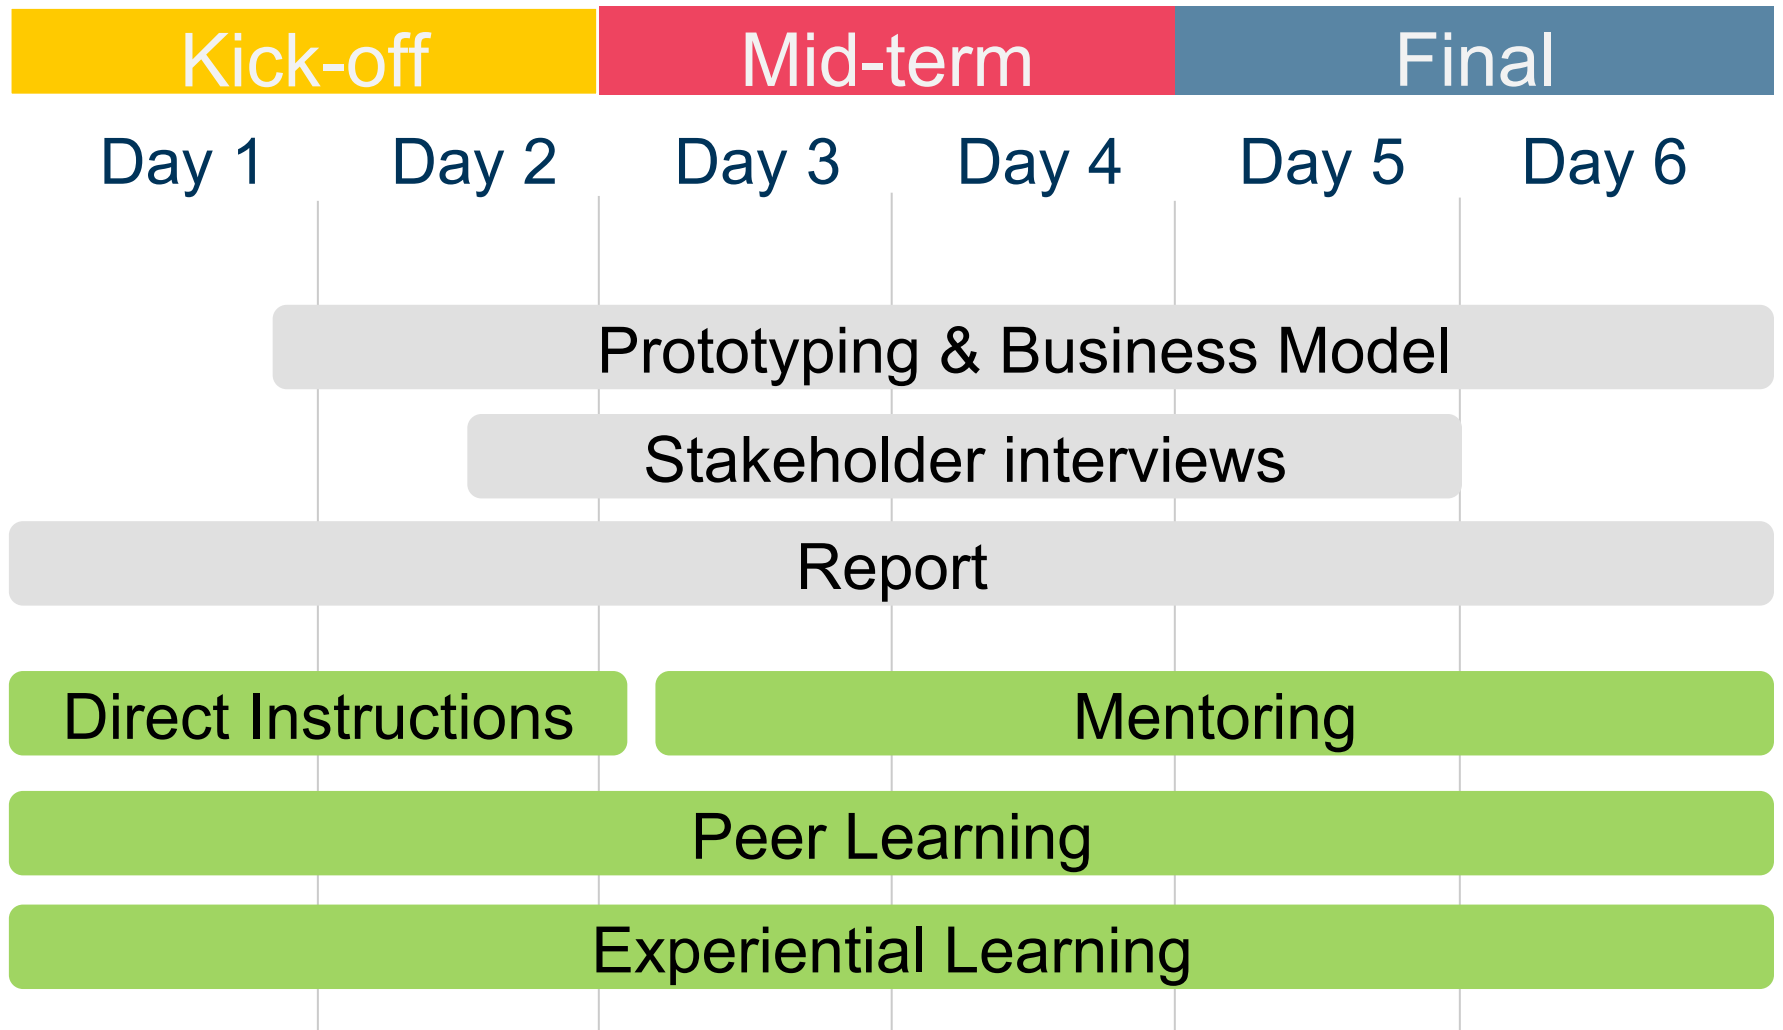 Kick-off Mid-term Final
Day 1 Day 2 Day 3 Day 4 Day 5 Day 6
Prototyping & Business Model
Stakeholder interviews
Report
Direct Instructions Mentoring
Peer Learning
Experiential Learning